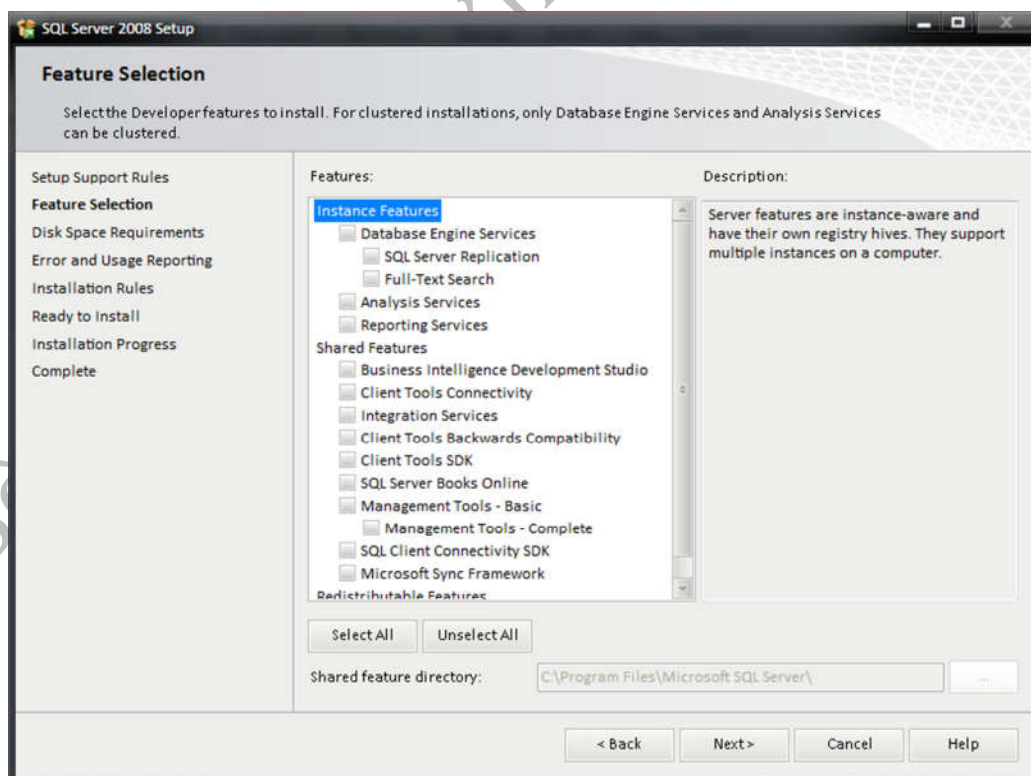 SQL Server 2008 Setup
Feature Selection
Select the Developer features to install. For clustered installations, only Database Engine Services and Analysis Services
can be clustered.
Setup Support Rules
Feature Selection
Disk Space Requirements
Error and Usage Reporting
Installation Rules
Ready to Install
Installation Progress
Complete
Features:
Instance Features
Database Engine Services
SQL Server Replication
Full-Text Search
Analysis Services
Reporting Services
Shared Features
Business Intelligence Development Studio
Client Tools Connectivity
Integration Services
Client Tools Backwards Compatibility
Client Tools SDK
SQL Server Books Online
Management Tools - Basic
Management Tools - Complete
SQL Client Connectivity SDK
Microsoft Sync Framework
Redistributable Features
Description:
Server features are instance-aware and
have their own registry hives. They support
multiple instances on a computer.
Select All
Unselect All
Shared feature directory:
C:\Program Files\Microsoft SQL Server\
...
< Back
Next >
Cancel
Help